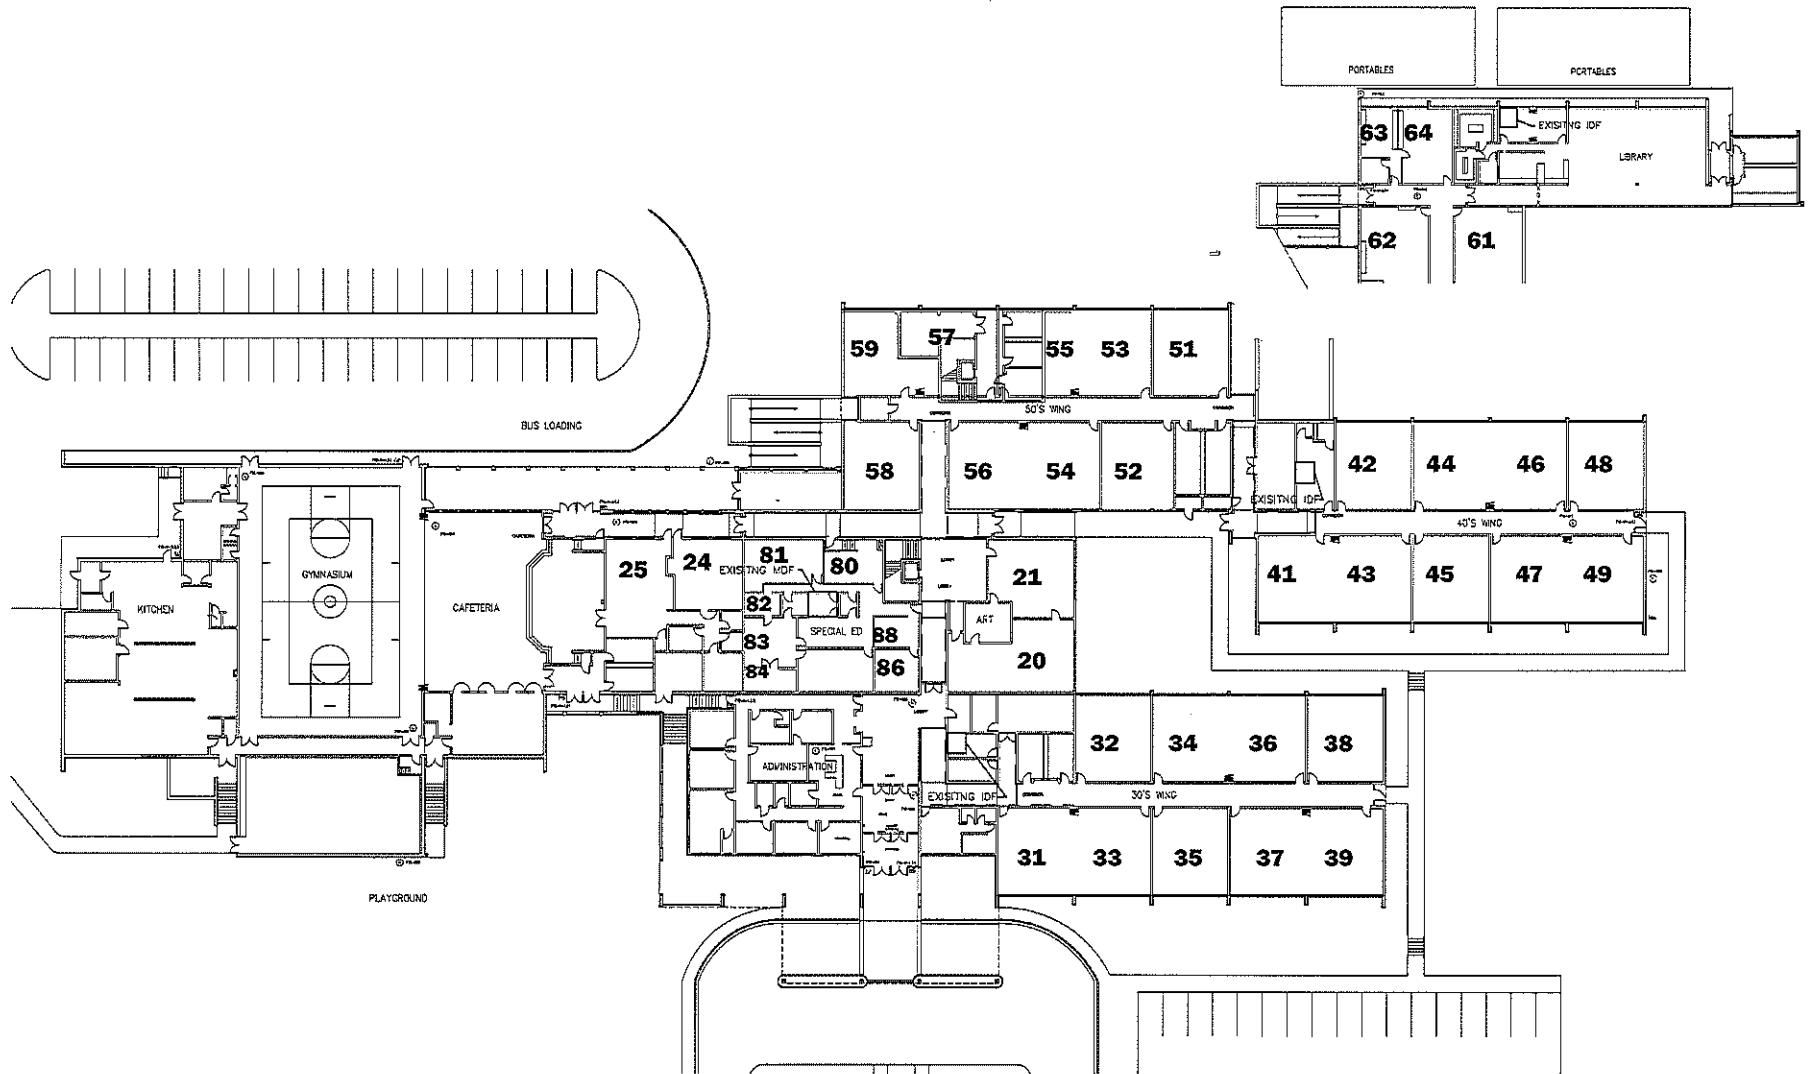 PORTABLES
PORTABLES
63
64
EXISITNG IDF
LIBRARY
62
61
59
57
55
53
51
BUS LOADING
50'S WING
58
56
54
52
42
44
46
48
EXISITNG IDF
CORRIDOR
40'S WING
CAFETERIA
81
80
24
25
EXISITNG MDF
GYMNASIUM
21
41
43
45
47
49
KITCHEN
CAFETERIA
82
ART
SPECIAL ED
83
88
84
86
20
LOBBY
32
34
36
38
ADMINISTRATION
EXISITNG IDF
30'S WING
31
33
35
37
39
PLAYGROUND